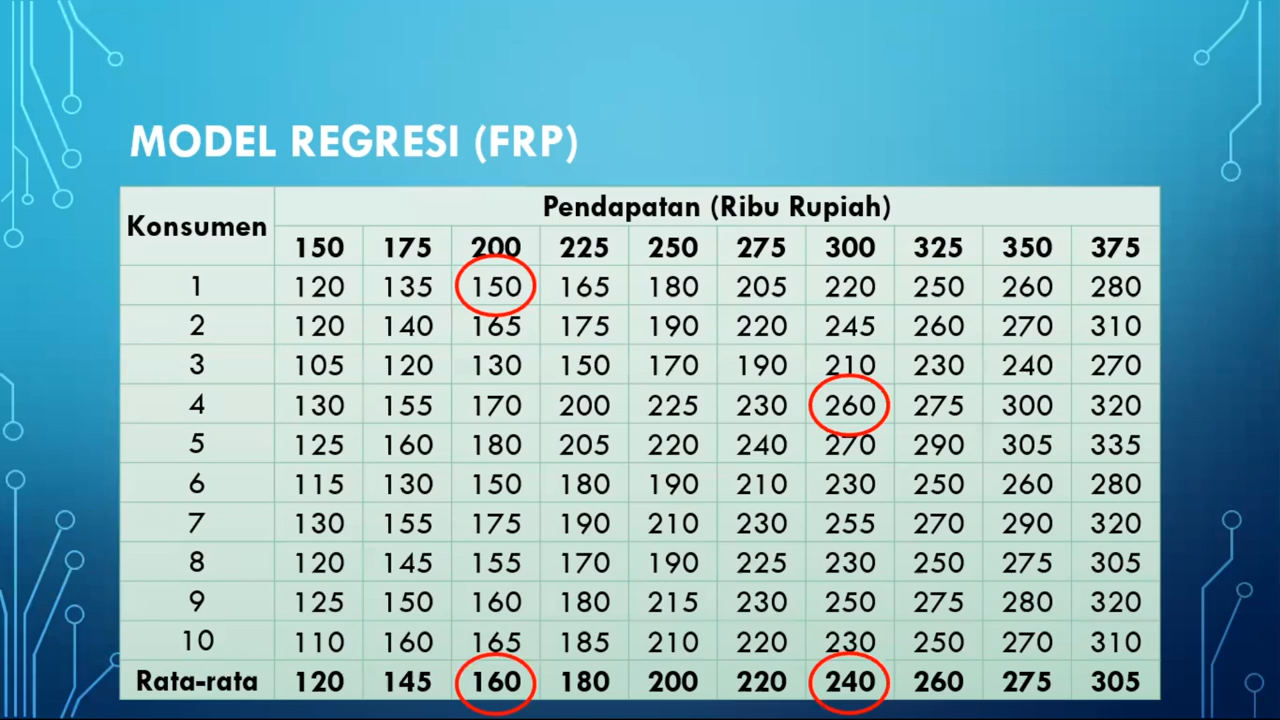 MODEL REGRESI (FRP)
Konsumen Pendapatan (Ribu Rupiah)
150 175 200 225 250 275 300 325 350 375
1 120 135 150 165 180 205 220 250 260 280
2 120 140 165 175 190 220 245 260 270 310
3 105 120 130 150 170 190 210 230 240 270
4 130 155 170 200 225 230 260 275 300 320
5 125 160 180 205 220 240 270 290 305 335
6 115 130 150 180 190 210 230 250 260 280
7 130 155 175 190 210 230 255 270 290 320
8 120 145 155 170 190 225 230 250 275 305
9 125 150 160 180 215 230 250 275 280 320
10 110 160 165 185 210 220 230 250 270 310
Rata-rata 120 145 160 180 200 220 240 260 275 305